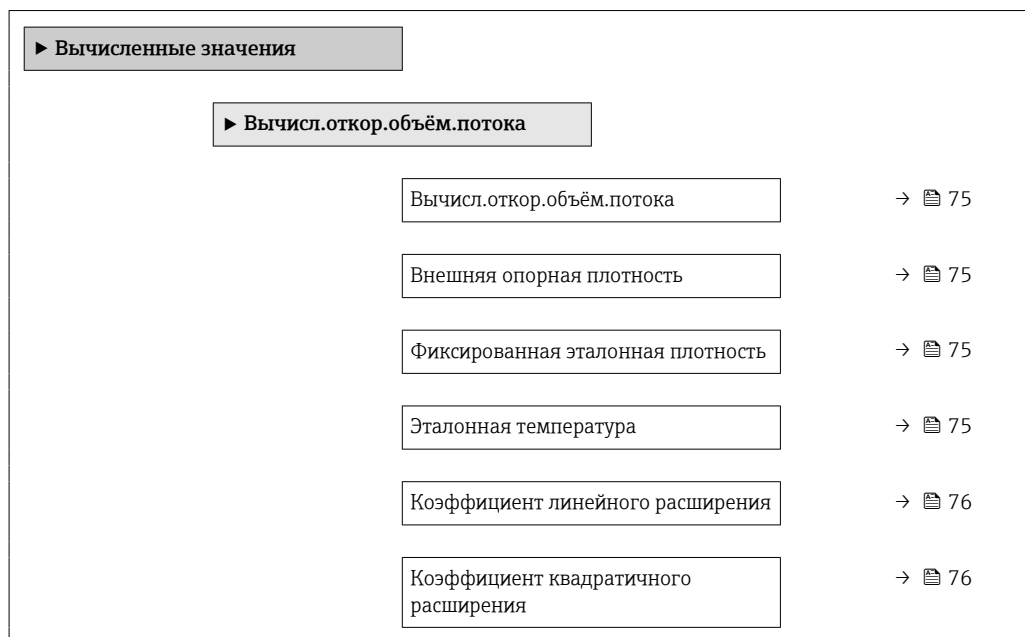 ► Вычисленные значения
► Вычисл.откор.объём.потока
Вычисл.откор.объём.потока → 75
Внешняя опорная плотность → 75
Фиксированная эталонная плотность → 75
Эталонная температура → 75
Коэффициент линейного расширения → 76
Коэффициент квадратичного → 76
расширения